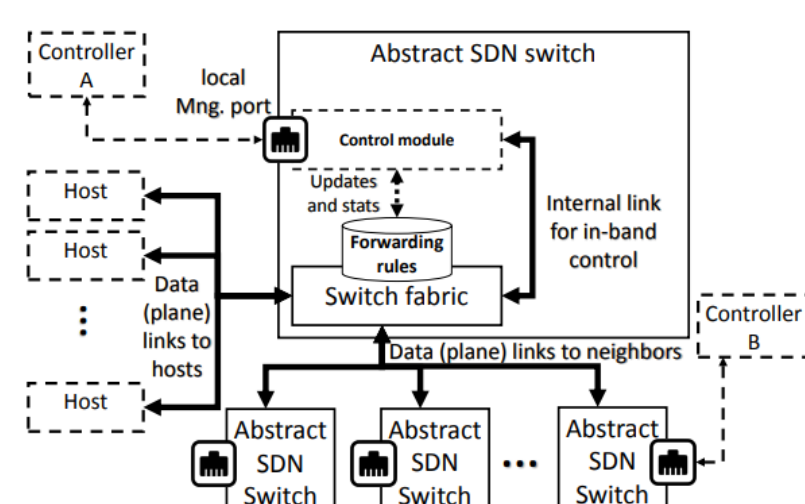 Controller
A
local
Mng. port
Abstract SDN switch
Control module
Updates
and stats
Forwarding
rules
Switch fabric
Internal link
for in-band
control
Host
Host
Host
Data
(plane)
links to
hosts
Data (plane) links to neighbors
Controller
B
Abstract
SDN
Switch
Abstract
SDN
Switch
Abstract
SDN
Switch